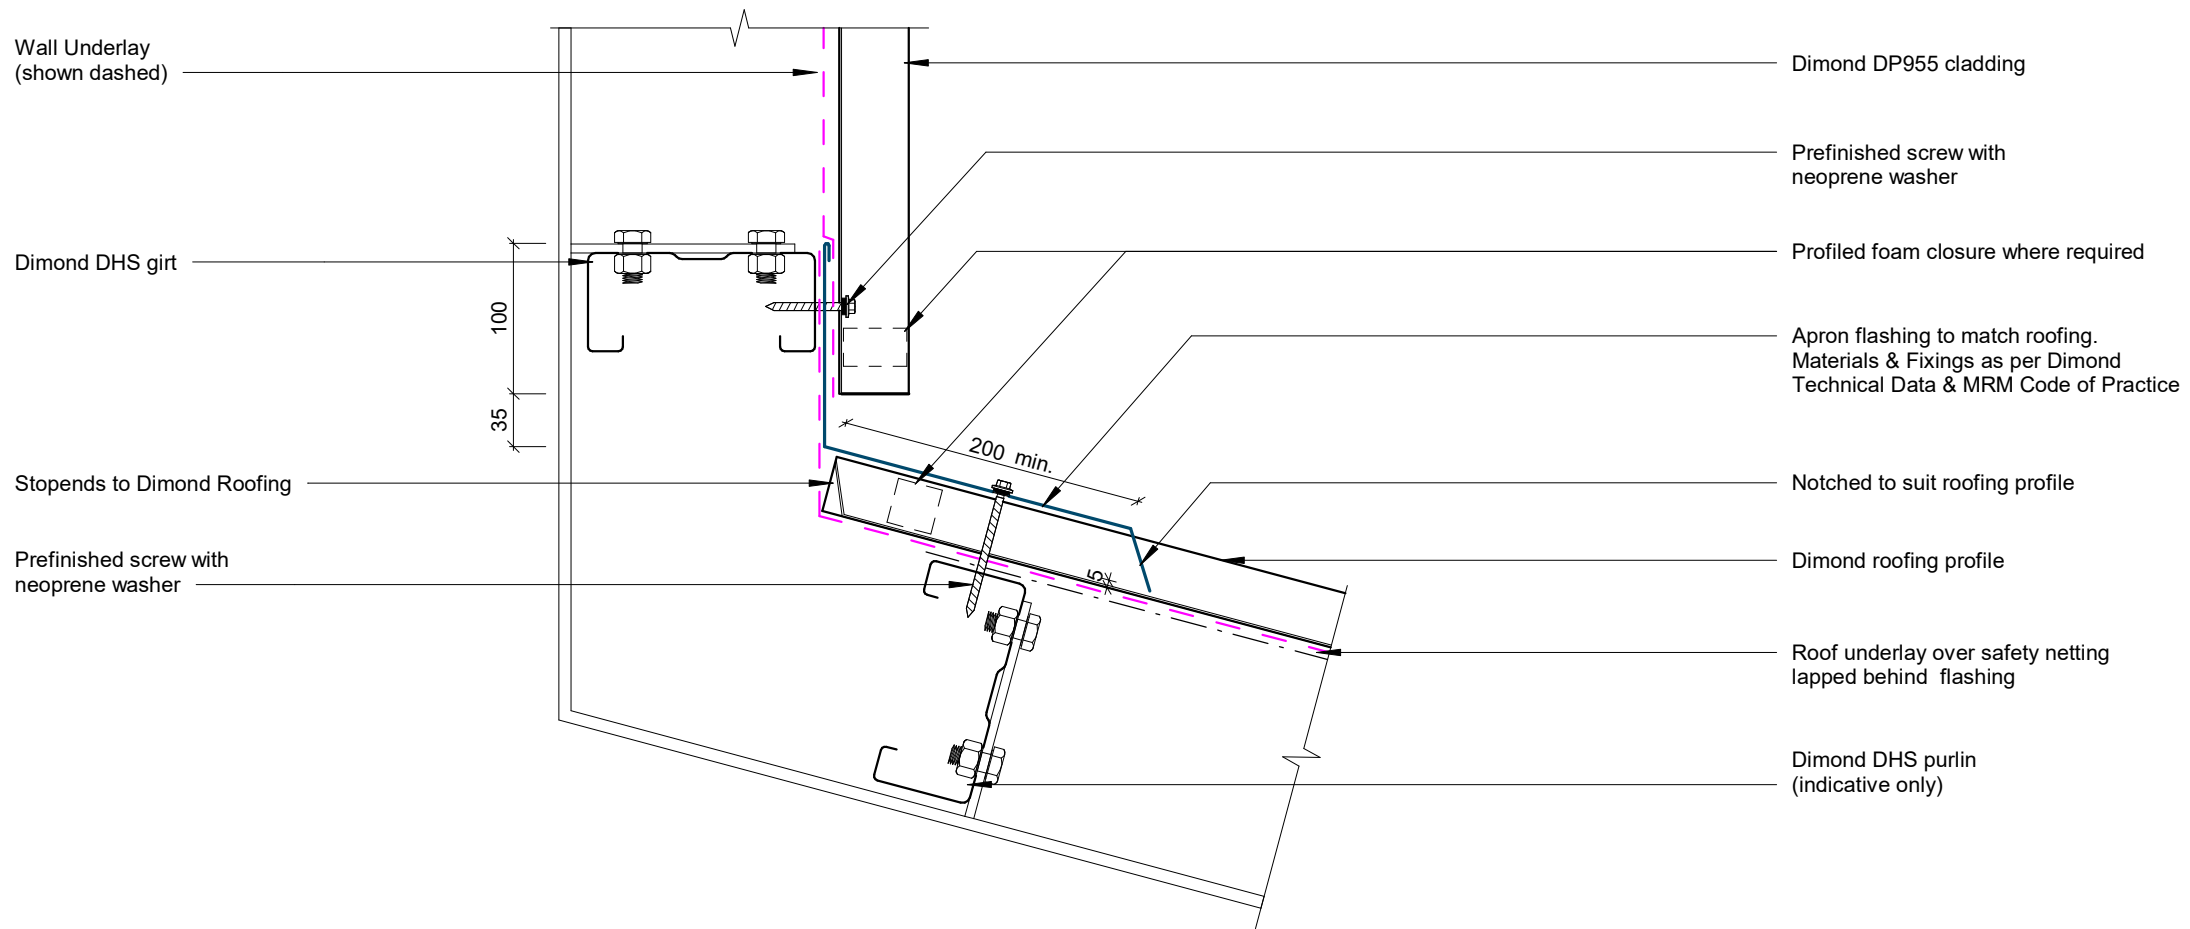 Wall Underlay
(shown dashed)
Dimond DHS girt
100
35
Stopends to Dimond Roofing
Prefinished screw with
neoprene washer
200 min.
5
Dimond DP955 cladding
Prefinished screw with
neoprene washer
Profiled foam closure where required
Apron flashing to match roofing.
Materials & Fixings as per Dimond
Technical Data & MRM Code of Practice
Notched to suit roofing profile
Dimond roofing profile
Roof underlay over safety netting
lapped behind flashing
Dimond DHS purlin
(indicative only)